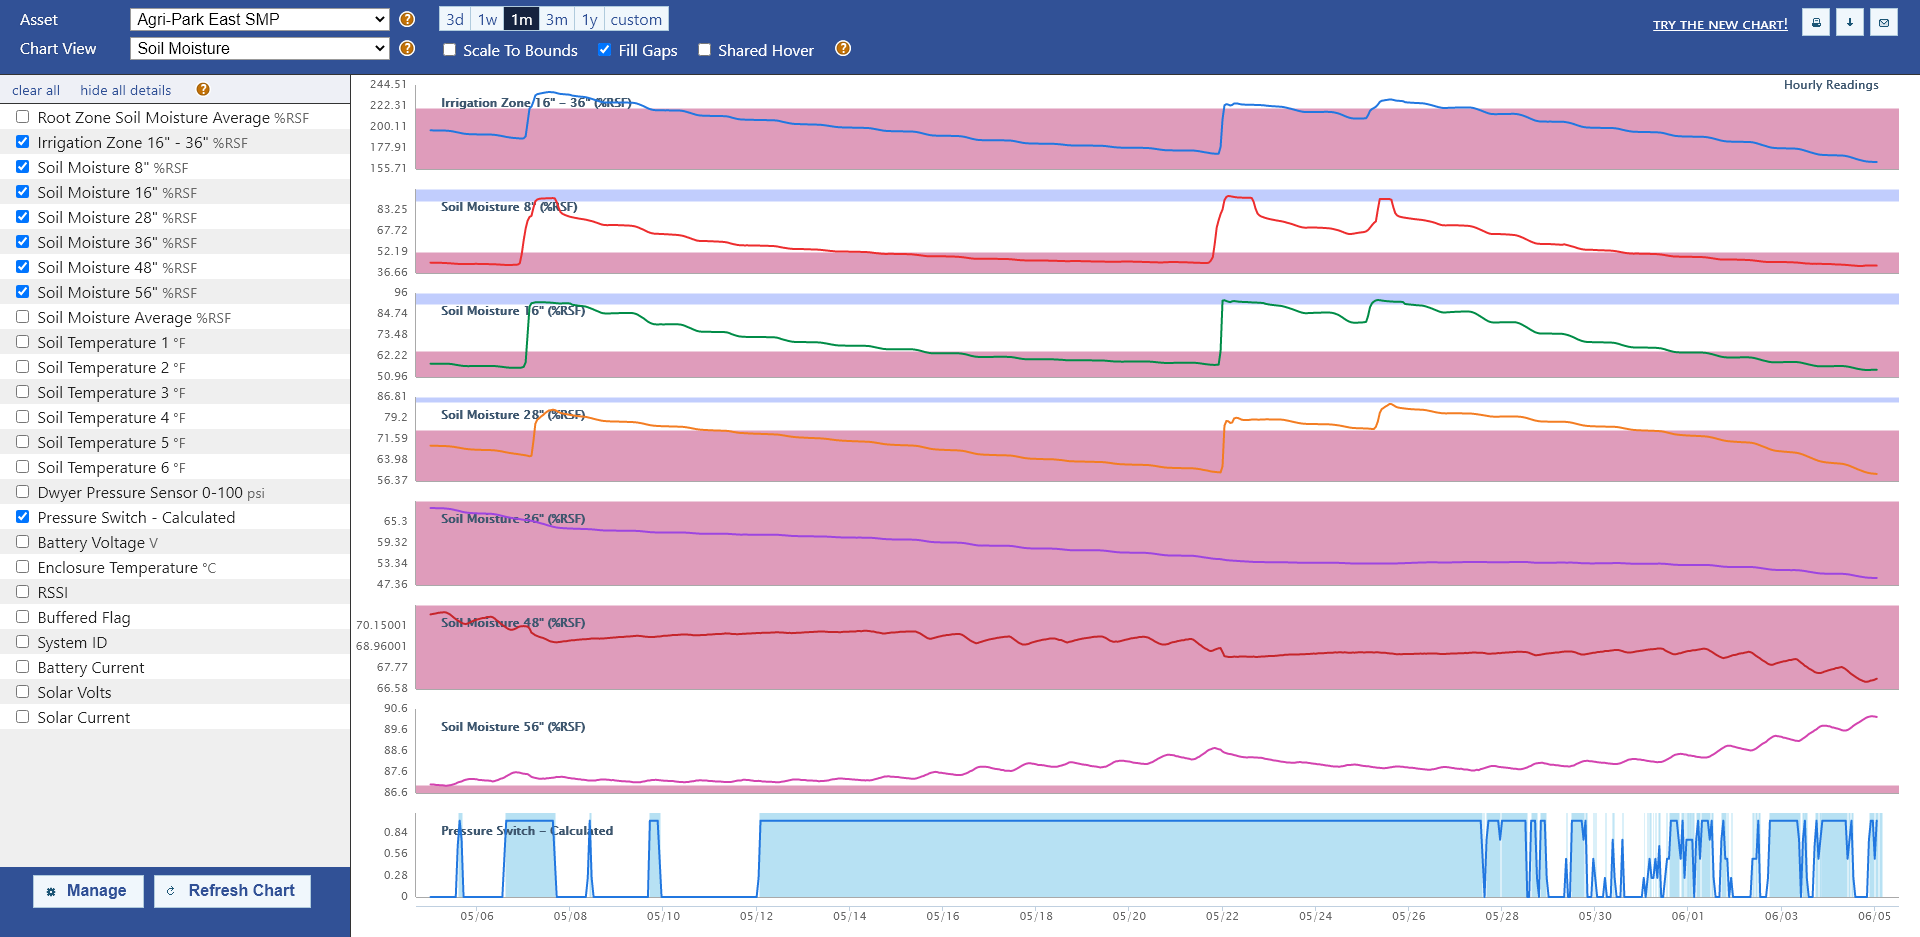 Asset
Agri-Park East SMP
?
3d 1w 1m 3m 1y custom
TRY THE NEW CHART!
Chart View
Soil Moisture
?
Scale To Bounds
Fill Gaps
Shared Hover
?
clear all
hide all details
?
Root Zone Soil Moisture Average %RSF
Irrigation Zone 16" - 36" %RSF
Soil Moisture 8" %RSF
Soil Moisture 16" %RSF
Soil Moisture 28" %RSF
Soil Moisture 36" %RSF
Soil Moisture 48" %RSF
Soil Moisture 56" %RSF
Soil Moisture Average %RSF
Soil Temperature 1 °F
Soil Temperature 2 °F
Soil Temperature 3 °F
Soil Temperature 4 °F
Soil Temperature 5 °F
Soil Temperature 6 °F
Dwyer Pressure Sensor 0-100 psi
Pressure Switch - Calculated
Battery Voltage V
Enclosure Temperature °C
RSSI
Buffered Flag
System ID
Battery Current
Solar Volts
Solar Current
Manage
Refresh Chart
Hourly Readings
244.51
Irrigation Zone 16" - 36" (%RSF)
222.31
200.11
177.91
155.71
Soil Moisture 8" (%RSF)
83.25
67.72
52.19
36.66
96
Soil Moisture 16" (%RSF)
84.74
73.48
62.22
50.96
86.81
Soil Moisture 28" (%RSF)
79.2
71.59
63.98
56.37
Soil Moisture 36" (%RSF)
65.3
59.32
53.34
47.36
Soil Moisture 48" (%RSF)
70.15001
68.96001
67.77
66.58
90.6
Soil Moisture 56" (%RSF)
89.6
88.6
87.6
86.6
Pressure Switch - Calculated
0.84
0.56
0.28
0
05/06 05/08 05/10 05/12 05/14 05/16 05/18 05/20 05/22 05/24 05/26 05/28 05/30 06/01 06/03 06/05